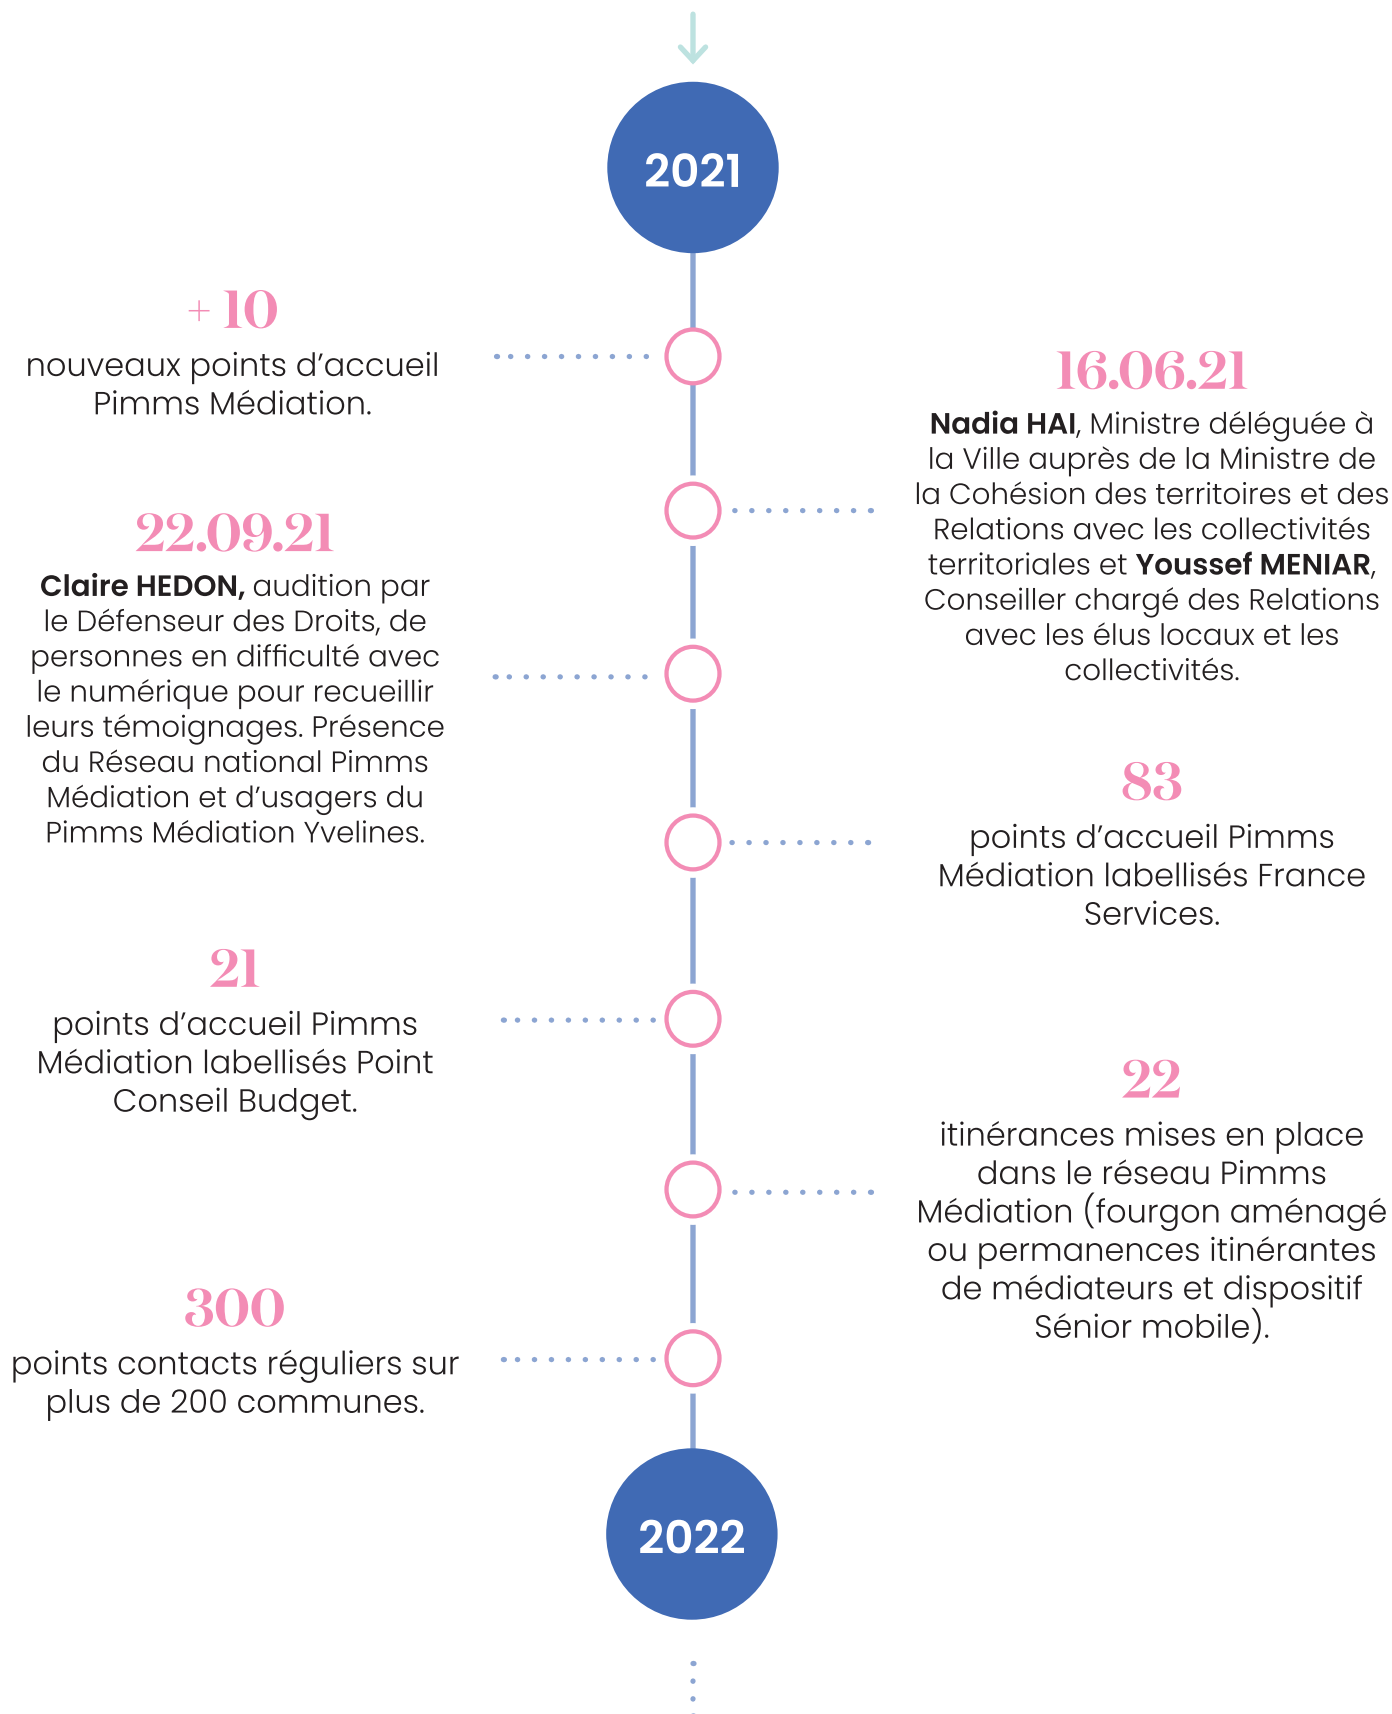 2021
+ 10
nouveaux points d’accueil
Pimms Médiation.
16.06.21
Nadia HAI, Ministre déléguée à
la Ville auprès de la Ministre de
la Cohésion des territoires et des
Relations avec les collectivités
territoriales et Youssef MENIAR,
Conseiller chargé des Relations
avec les élus locaux et les
collectivités.
22.09.21
Claire HEDON, audition par
le Défenseur des Droits, de
personnes en difficulté avec
le numérique pour recueillir
leurs témoignages. Présence
du Réseau national Pimms
Médiation et d’usagers du
Pimms Médiation Yvelines.
83
points d’accueil Pimms
Médiation labellisés France
Services.
21
points d’accueil Pimms
Médiation labellisés Point
Conseil Budget.
22
itinérances mises en place
dans le réseau Pimms
Médiation (fourgon aménagé
ou permanences itinérantes
de médiateurs et dispositif
Sénior mobile).
300
points contacts réguliers sur
plus de 200 communes.
2022